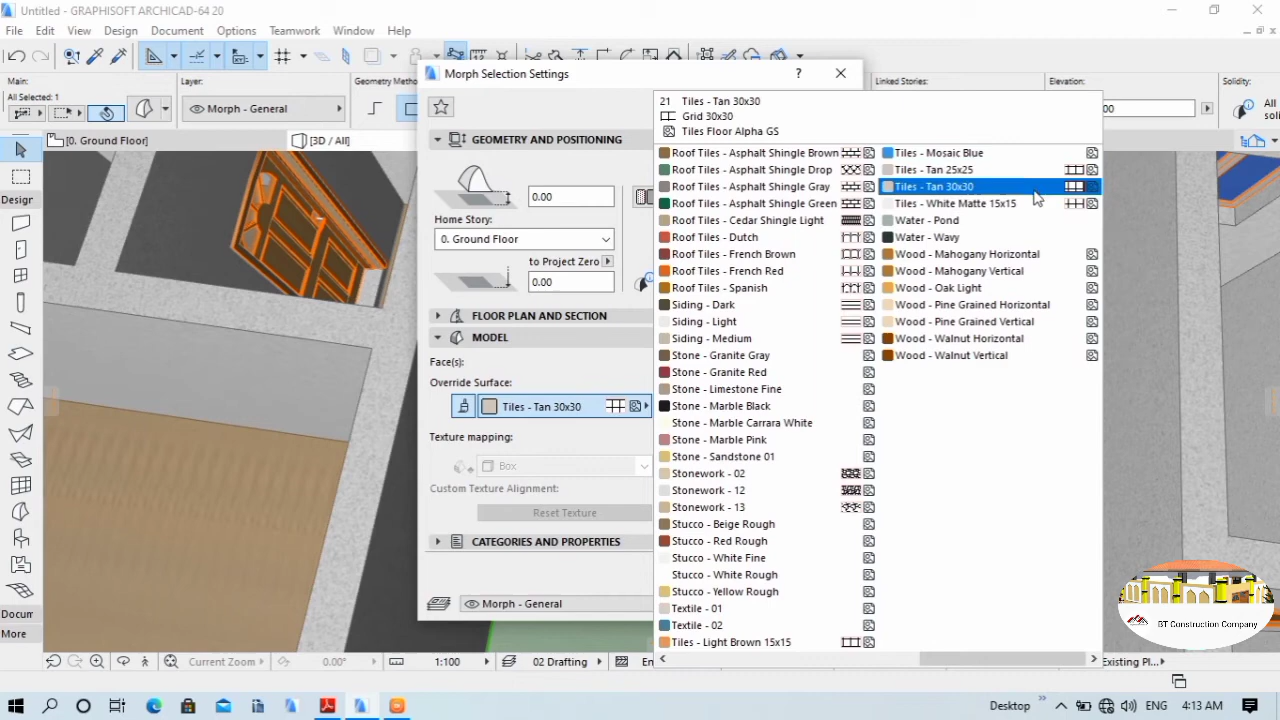 Untitled - GRAPHISOFT ARCHICAD-64 20
File Edit View Design Document Options Teamwork Window Help
Main:
All Selected: 1
Layer:
Morph - General
Geometry Metho
Linked Stories:
Elevation:
Solidity:
All
soli
[0. Ground Floor]
[3D / All]
Design
Docum
More
Morph Selection Settings
?
GEOMETRY AND POSITIONING
0.00
Home Story:
0. Ground Floor
to Project Zero
0.00
FLOOR PLAN AND SECTION
MODEL
Face(s):
Override Surface:
Tiles - Tan 30x30
Texture mapping:
Box
Custom Texture Alignment:
Reset Texture
CATEGORIES AND PROPERTIES
Morph - General
21 Tiles - Tan 30x30
Grid 30x30
Tiles Floor Alpha GS
Roof Tiles - Asphalt Shingle Brown
Roof Tiles - Asphalt Shingle Drop
Roof Tiles - Asphalt Shingle Gray
Roof Tiles - Asphalt Shingle Green
Roof Tiles - Cedar Shingle Light
Roof Tiles - Dutch
Roof Tiles - French Brown
Roof Tiles - French Red
Roof Tiles - Spanish
Siding - Dark
Siding - Light
Siding - Medium
Stone - Granite Gray
Stone - Granite Red
Stone - Limestone Fine
Stone - Marble Black
Stone - Marble Carrara White
Stone - Marble Pink
Stone - Sandstone 01
Stonework - 02
Stonework - 12
Stonework - 13
Stucco - Beige Rough
Stucco - Red Rough
Stucco - White Fine
Stucco - White Rough
Stucco - Yellow Rough
Textile - 01
Textile - 02
Tiles - Light Brown 15x15
Tiles - Mosaic Blue
Tiles - Tan 25x25
Tiles - Tan 30x30
Tiles - White Matte 15x15
Water - Pond
Water - Wavy
Wood - Mahogany Horizontal
Wood - Mahogany Vertical
Wood - Oak Light
Wood - Pine Grained Horizontal
Wood - Pine Grained Vertical
Wood - Walnut Horizontal
Wood - Walnut Vertical
BT Construction Company
Current Zoom
0.00°
1:100
02 Drafting
En
Existing Pl...
Desktop
ENG
4:13 AM